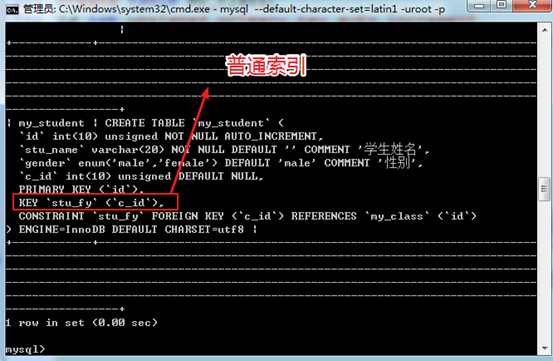 管理员: C:\Windows\system32\cmd.exe - mysql --default-character-set=latin1 -uroot -p
普通索引
| my_student | CREATE TABLE `my_student` (
`id` int(10) unsigned NOT NULL AUTO_INCREMENT,
`stu_name` varchar(20) NOT NULL DEFAULT '' COMMENT '学生姓名',
`gender` enum('male','female') DEFAULT 'male' COMMENT '性别',
`c_id` int(10) unsigned DEFAULT NULL,
PRIMARY KEY (`id`),
KEY `stu_fy` (`c_id`),
CONSTRAINT `stu_fy` FOREIGN KEY (`c_id`) REFERENCES `my_class` (`id`)
) ENGINE=InnoDB DEFAULT CHARSET=utf8 |
1 row in set (0.00 sec)
mysql>